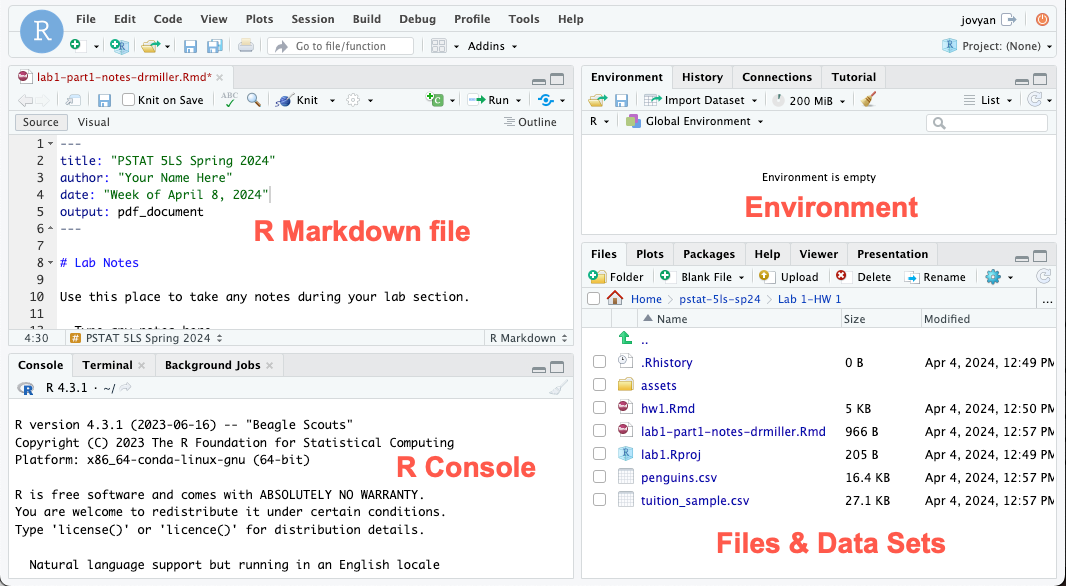 R
File Edit Code View Plots Session Build Debug Profile Tools Help
jovyan
Go to file/function
Addins
R Project: (None)
lab1-part1-notes-drmiller.Rmd*
Knit on Save
ABC
Knit
Run
Source Visual
Outline
1 ---
2 title: "PSTAT 5LS Spring 2024"
3 author: "Your Name Here"
4 date: "Week of April 8, 2024"
5 output: pdf_document
6 ---
7
8 # Lab Notes
9
10 Use this place to take any notes during your lab section.
11
R Markdown file
4:30 # PSTAT 5LS Spring 2024 R Markdown
Console Terminal Background Jobs
R R 4.3.1 · ~/
R version 4.3.1 (2023-06-16) -- "Beagle Scouts"
Copyright (C) 2023 The R Foundation for Statistical Computing
Platform: x86_64-conda-linux-gnu (64-bit)
R Console
R is free software and comes with ABSOLUTELY NO WARRANTY.
You are welcome to redistribute it under certain conditions.
Type 'license()' or 'licence()' for distribution details.
Natural language support but running in an English locale
Environment History Connections Tutorial
Import Dataset 200 MiB List
R Global Environment
Environment is empty
Environment
Files Plots Packages Help Viewer Presentation
Folder Blank File Upload Delete Rename
Home pstat-5ls-sp24 Lab 1-HW 1 ...
Name Size Modified
..
.Rhistory 0 B Apr 4, 2024, 12:49 PM
assets
hw1.Rmd 5 KB Apr 4, 2024, 12:50 PM
lab1-part1-notes-drmiller.Rmd 966 B Apr 4, 2024, 12:57 PM
lab1.Rproj 205 B Apr 4, 2024, 12:49 PM
penguins.csv 16.4 KB Apr 4, 2024, 12:57 PM
tuition_sample.csv 27.1 KB Apr 4, 2024, 12:57 PM
Files & Data Sets